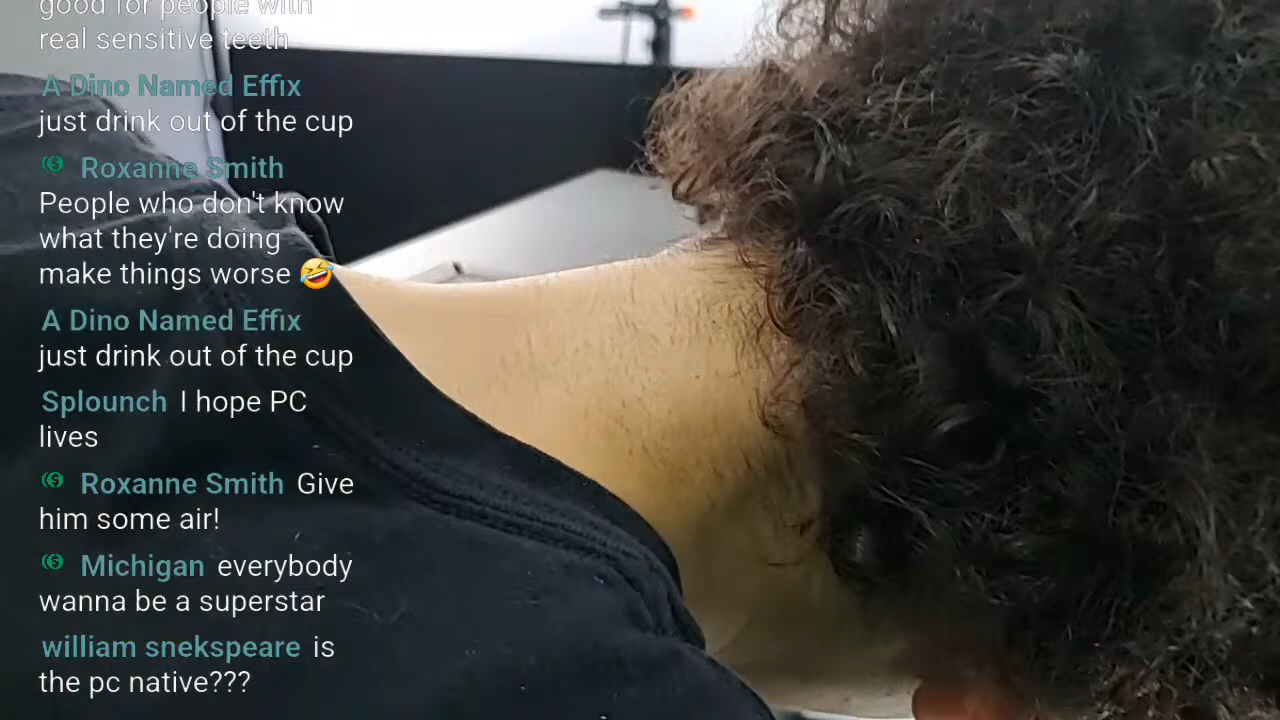 good for people with
real sensitive teeth
A Dino Named Effix
just drink out of the cup
Roxanne Smith
People who don't know
what they're doing
make things worse 🤣
A Dino Named Effix
just drink out of the cup
Splounch I hope PC
lives
Roxanne Smith Give
him some air!
Michigan everybody
wanna be a superstar
william snekspeare is
the pc native???